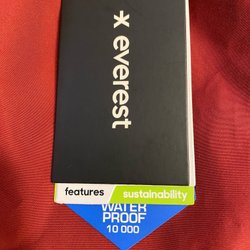 everest
features sustainability
WATER
PROOF
10 000